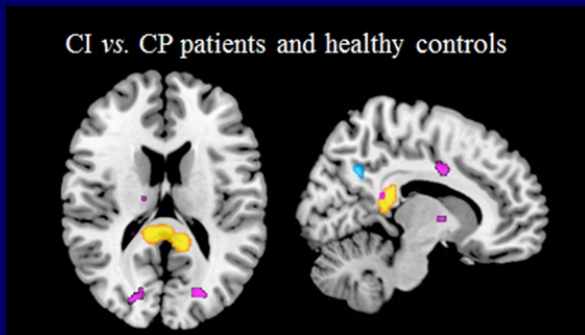 CI vs. CP patients and healthy controls